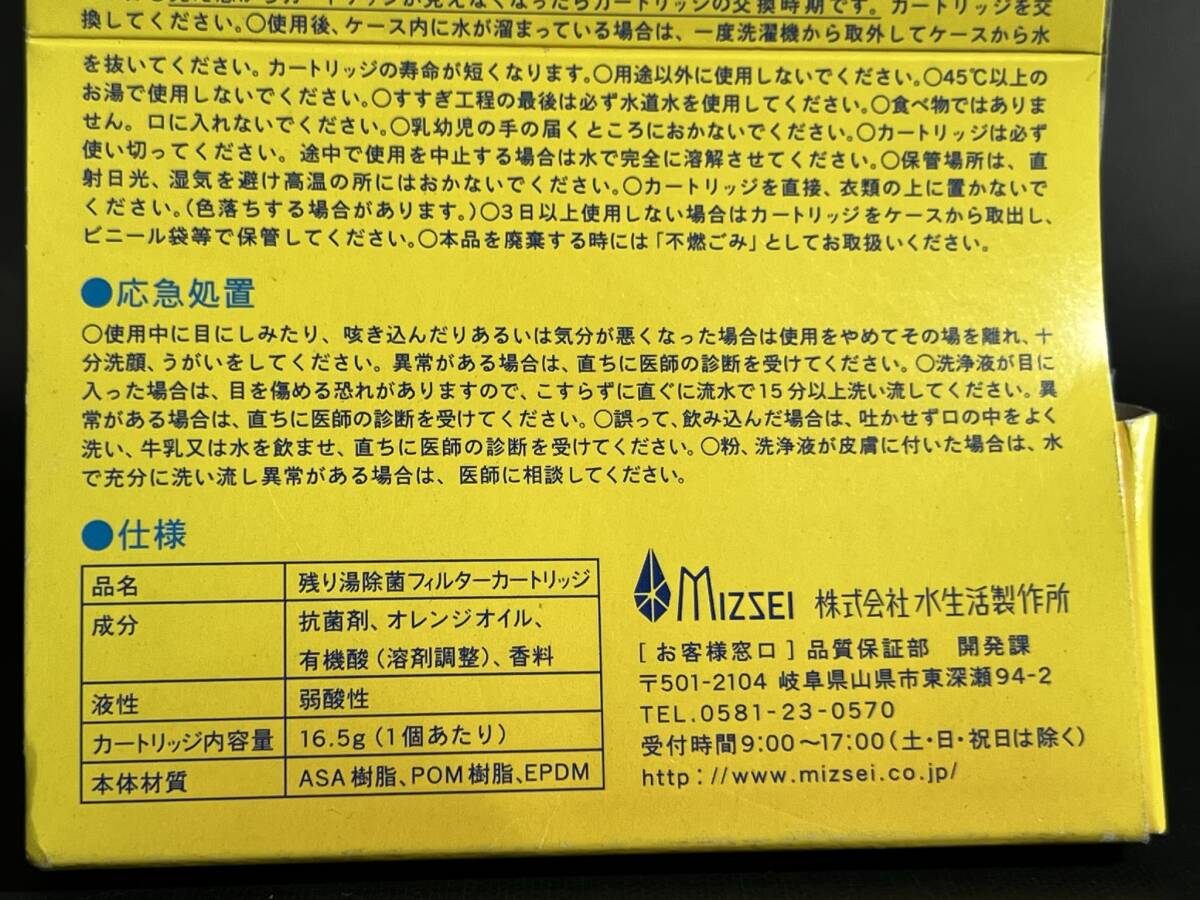 カートリッジが見えなくなったらカートリッジの交換時期です。カートリッジを交
換してください。○使用後、ケース内に水が溜まっている場合は、一度洗濯機から取外してケースから水
を抜いてください。カートリッジの寿命が短くなります。○用途以外に使用しないでください。○45℃以上の
お湯で使用しないでください。○すすぎ工程の最後は必ず水道水を使用してください。○食べ物ではありま
せん。口に入れないでください。○乳幼児の手の届くところにおかないでください。○カートリッジは必ず
使い切ってください。途中で使用を中止する場合は水で完全に溶解させてください。○保管場所は、直
射日光、湿気を避け高温の所にはおかないでください。○カートリッジを直接、衣類の上に置かないで
ください。(色落ちする場合があります。)○3日以上使用しない場合はカートリッジをケースから取出し、
ビニール袋等で保管してください。○本品を廃棄する時には「不燃ごみ」としてお取扱いください。
●応急処置
○使用中に目にしみたり、咳き込んだりあるいは気分が悪くなった場合は使用をやめてその場を離れ、十
分洗顔、うがいをしてください。異常がある場合は、直ちに医師の診断を受けてください。○洗浄液が目に
入った場合は、目を傷める恐れがありますので、こすらずに直ぐに流水で15分以上洗い流してください。異
常がある場合は、直ちに医師の診断を受けてください。○誤って、飲み込んだ場合は、吐かせず口の中をよく
洗い、牛乳又は水を飲ませ、直ちに医師の診断を受けてください。○粉、洗浄液が皮膚に付いた場合は、水
で充分に洗い流し異常がある場合は、医師に相談してください。
●仕様
品名 残り湯除菌フィルターカートリッジ
成分 抗菌剤、オレンジオイル、
有機酸(溶剤調整)、香料
液性 弱酸性
カートリッジ内容量 16.5g(1個あたり)
本体材質 ASA樹脂、POM樹脂、EPDM
MIZSEI 株式会社水生活製作所
[お客様窓口]品質保証部 開発課
〒501-2104 岐阜県山県市東深瀬94-2
TEL.0581-23-0570
受付時間9:00〜17:00(土・日・祝日は除く)
http://www.mizsei.co.jp/